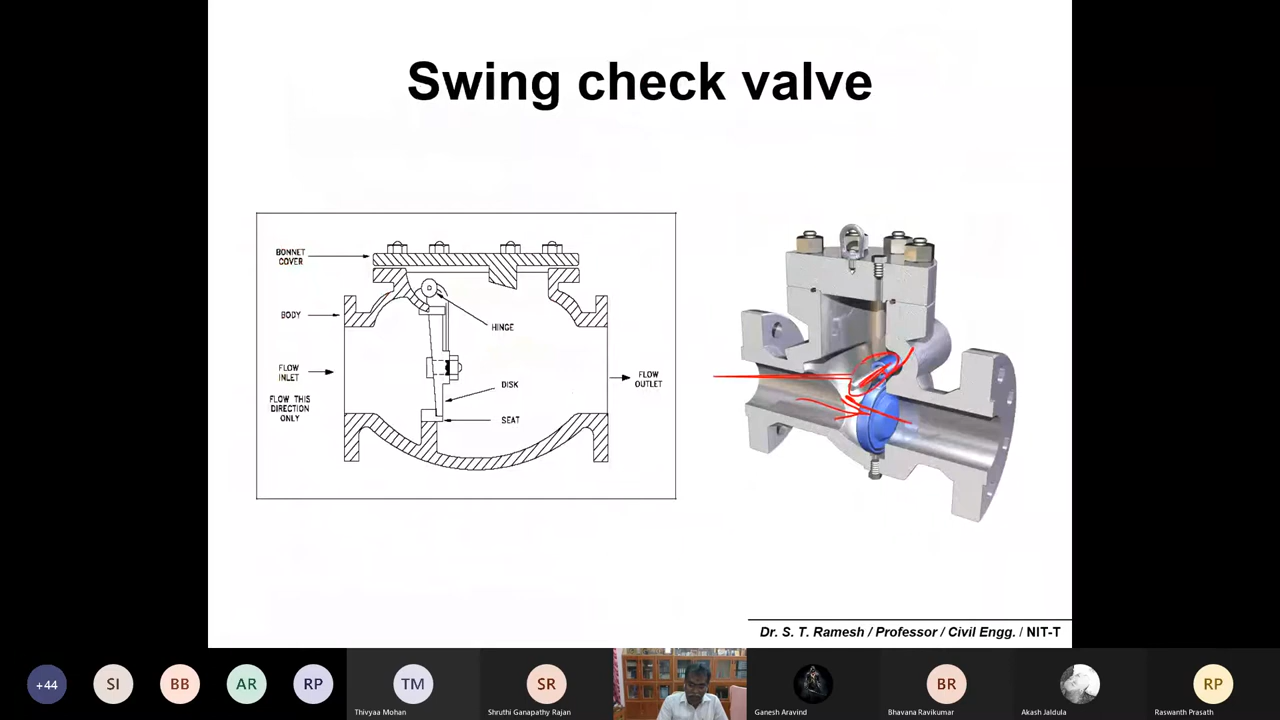 Swing check valve
BONNET
COVER
BODY
HINGE
FLOW
INLET
FLOW THIS
DIRECTION
ONLY
DISK
SEAT
FLOW
OUTLET
Dr. S. T. Ramesh / Professor / Civil Engg. / NIT-T
+44
SI
BB
AR
RP
TM
Thivyaa Mohan
SR
Shruthi Ganapathy Rajan
Ganesh Aravind
BR
Bhavana Ravikumar
Akash Jaldula
RP
Raswanth Prasath